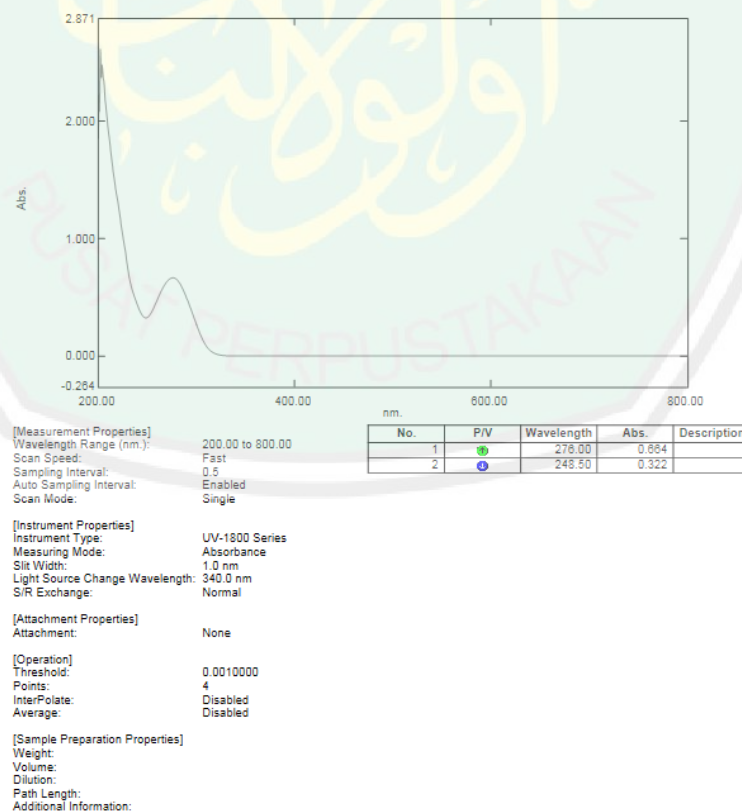 2.871
2.000
Abs.
1.000
0.000
-0.264
200.00 400.00 600.00 800.00
nm.
PUSAT PERPUSTAKAAN
No. P/V Wavelength Abs. Description
1 276.00 0.664
2 248.50 0.322
[Measurement Properties]
Wavelength Range (nm.): 200.00 to 800.00
Scan Speed: Fast
Sampling Interval: 0.5
Auto Sampling Interval: Enabled
Scan Mode: Single
[Instrument Properties]
Instrument Type: UV-1800 Series
Measuring Mode: Absorbance
Slit Width: 1.0 nm
Light Source Change Wavelength: 340.0 nm
S/R Exchange: Normal
[Attachment Properties]
Attachment: None
[Operation]
Threshold: 0.0010000
Points: 4
InterPolate: Disabled
Average: Disabled
[Sample Preparation Properties]
Weight:
Volume:
Dilution:
Path Length:
Additional Information: